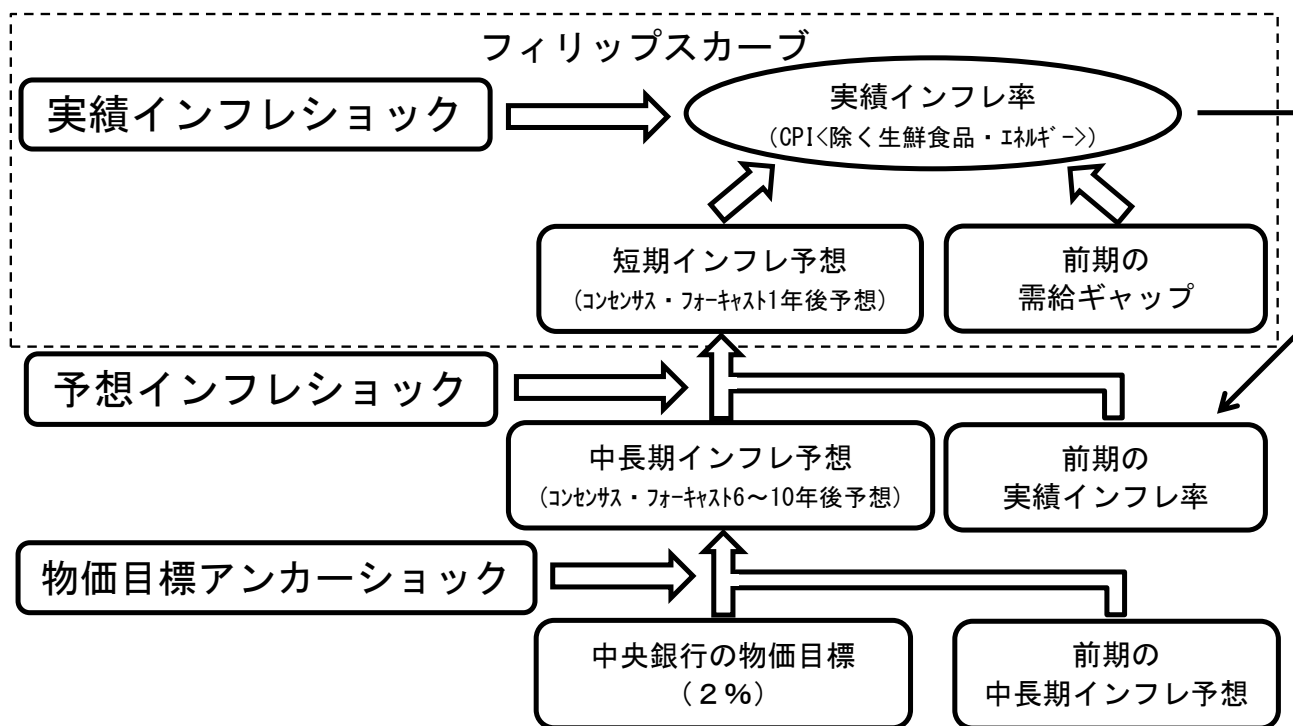 フィリップスカーブ
実績インフレショック
実績インフレ率
（CPI<除く生鮮食品・ｴﾈﾙｷﾞｰ>）
短期インフレ予想
（ｺﾝｾﾝｻｽ・ﾌｫｰｷｬｽﾄ1年後予想）
前期の
需給ギャップ
予想インフレショック
中長期インフレ予想
（ｺﾝｾﾝｻｽ・ﾌｫｰｷｬｽﾄ6～10年後予想）
前期の
実績インフレ率
物価目標アンカーショック
中央銀行の物価目標
（２％）
前期の
中長期インフレ予想